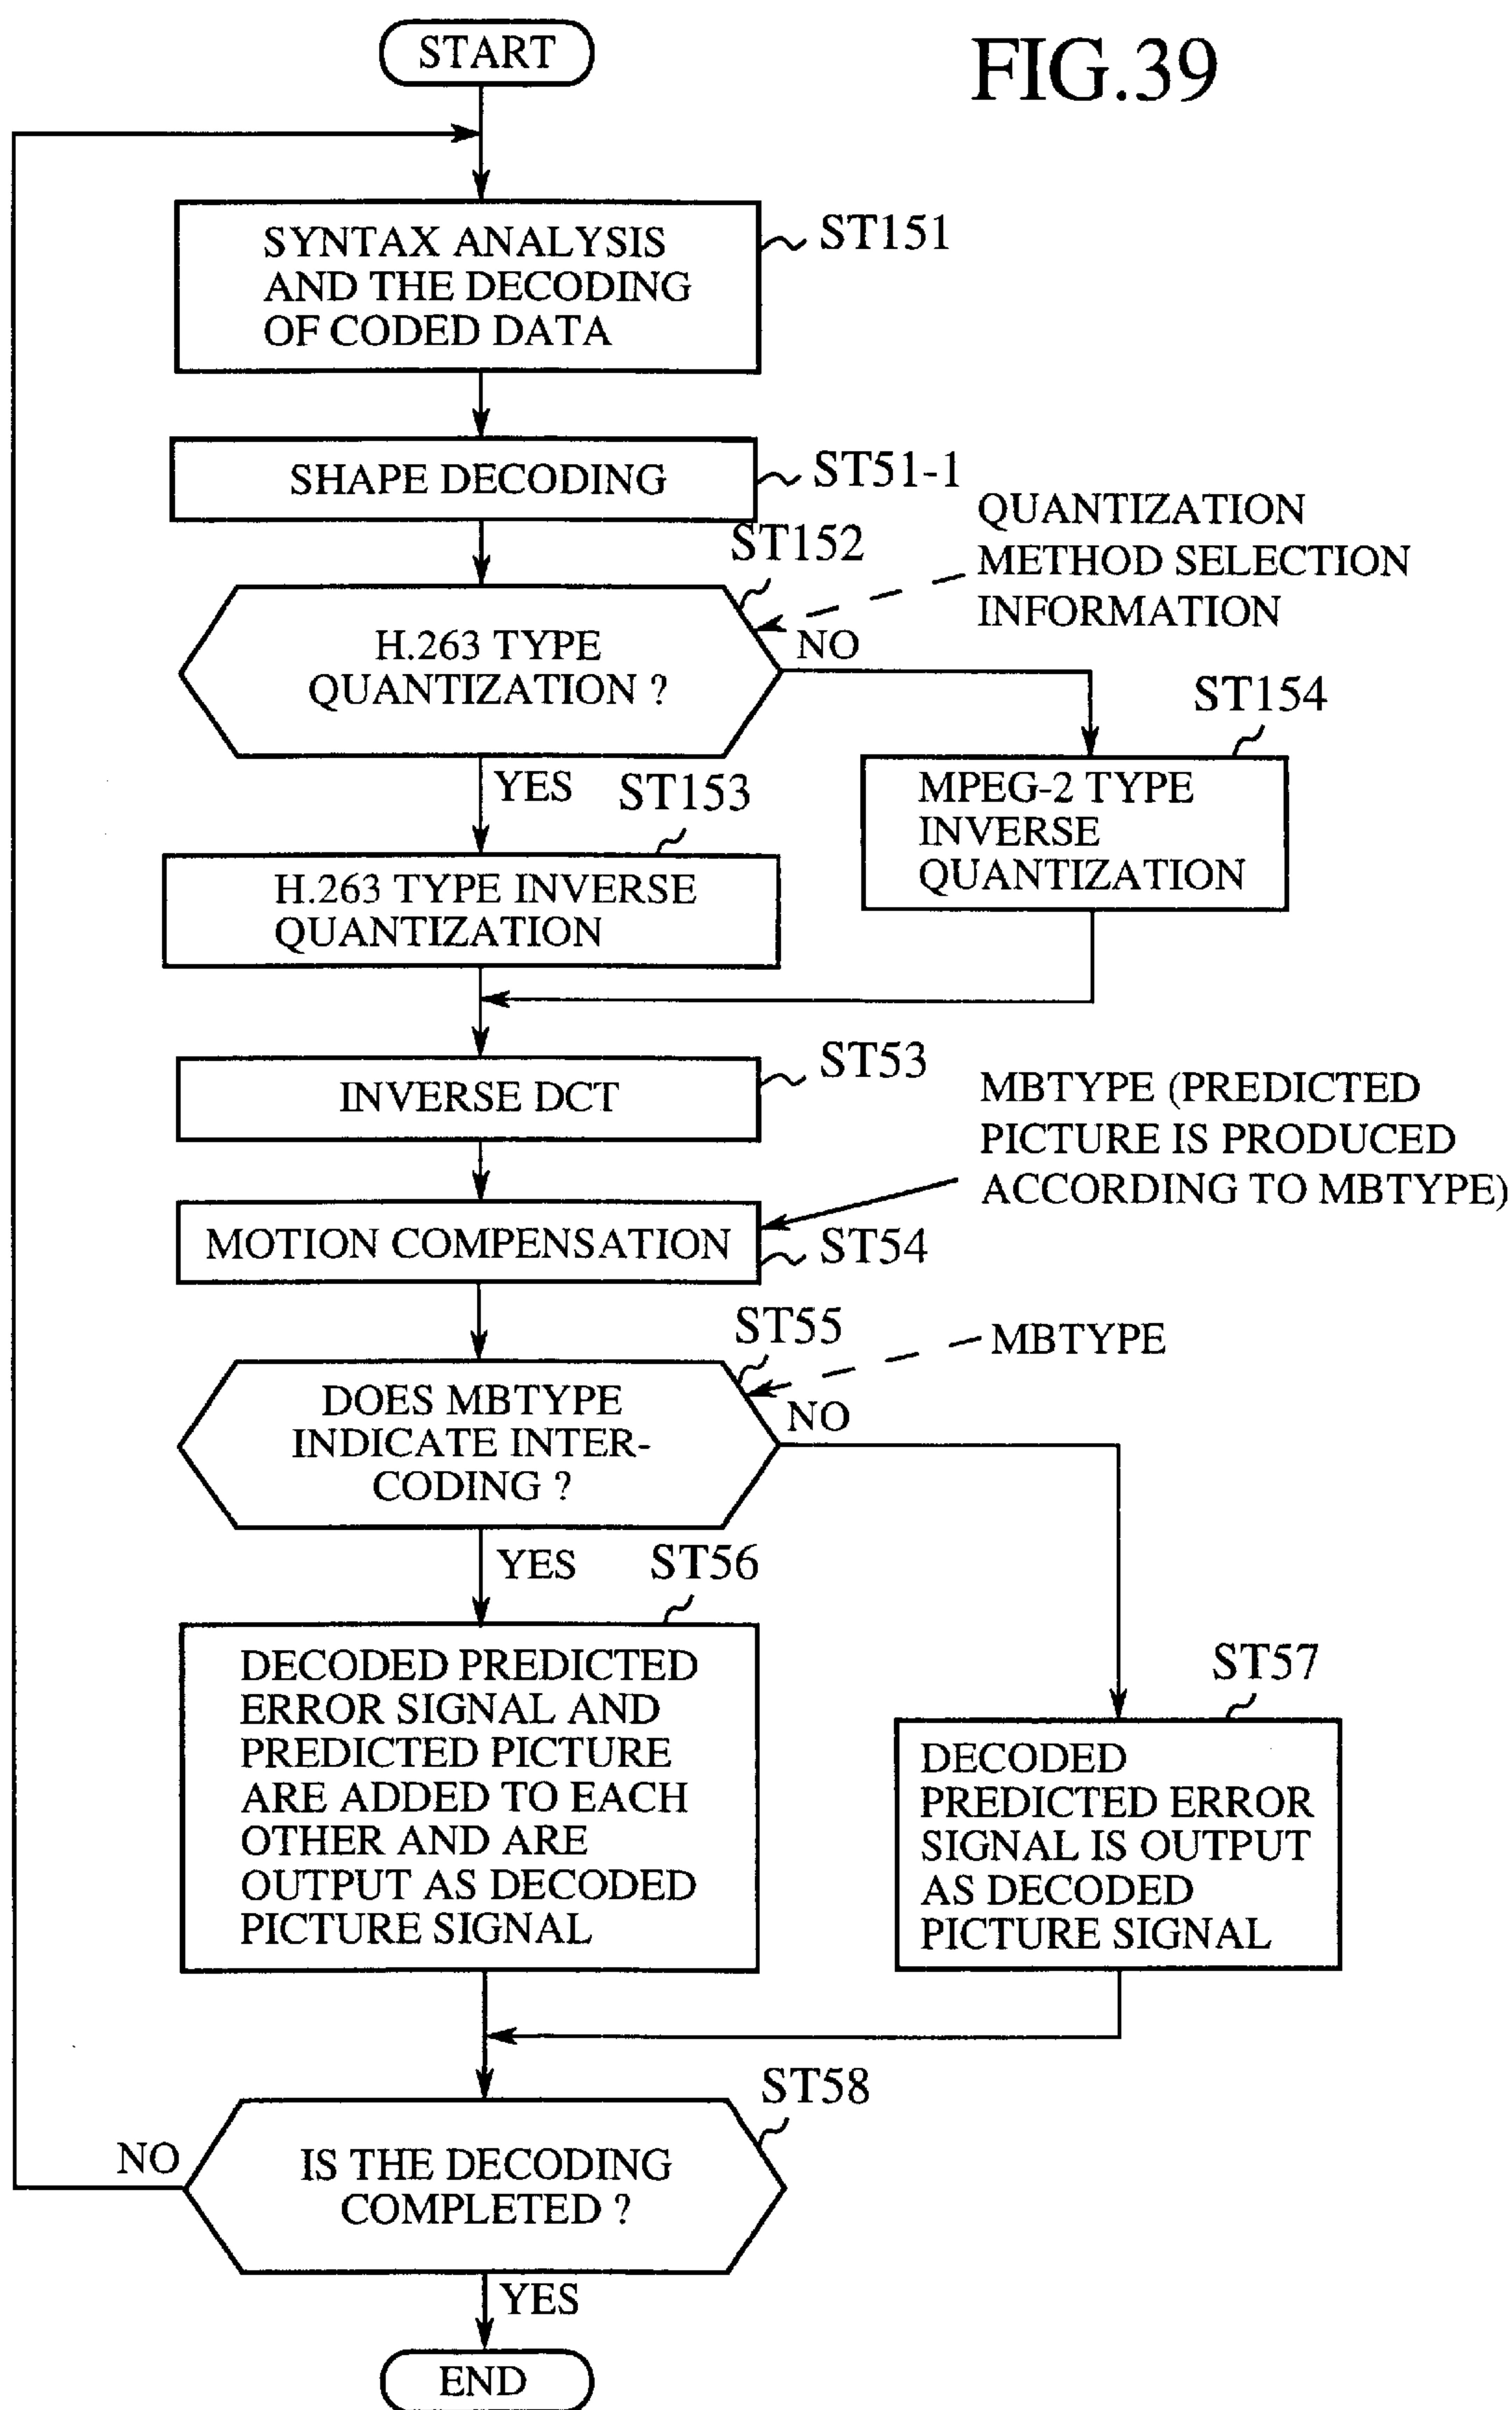 START
FIG.39
SYNTAX ANALYSIS
AND THE DECODING
OF CODED DATA
ST151
SHAPE DECODING
ST51-1
ST152
QUANTIZATION
METHOD SELECTION
INFORMATION
H.263 TYPE
QUANTIZATION ?
NO
ST154
YES
ST153
MPEG-2 TYPE
INVERSE
QUANTIZATION
H.263 TYPE INVERSE
QUANTIZATION
INVERSE DCT
ST53
MBTYPE (PREDICTED
PICTURE IS PRODUCED
ACCORDING TO MBTYPE)
MOTION COMPENSATION
ST54
ST55
MBTYPE
DOES MBTYPE
INDICATE INTER-
CODING ?
NO
YES
ST56
DECODED PREDICTED
ERROR SIGNAL AND
PREDICTED PICTURE
ARE ADDED TO EACH
OTHER AND ARE
OUTPUT AS DECODED
PICTURE SIGNAL
ST57
DECODED
PREDICTED ERROR
SIGNAL IS OUTPUT
AS DECODED
PICTURE SIGNAL
ST58
NO
IS THE DECODING
COMPLETED ?
YES
END